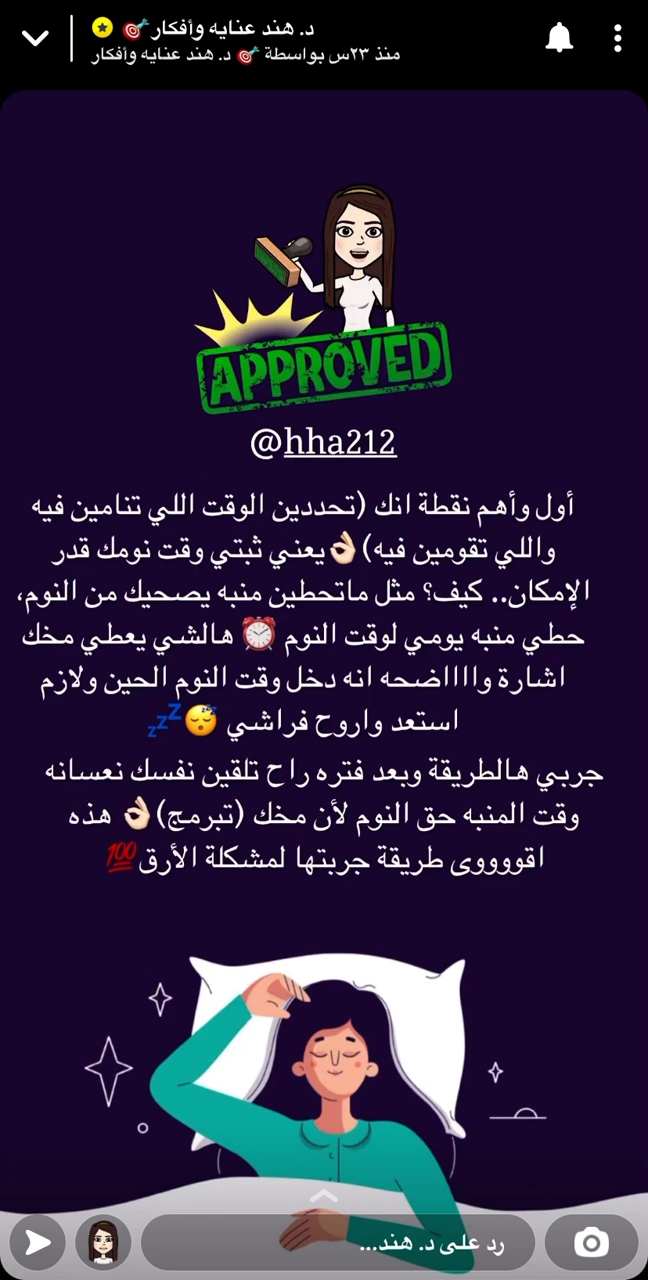 د. هند عنايه وأفكار🎯
منذ ٢٣س بواسطة 🎯 د. هند عنايه وأفكار
APPROVED
@hha212
أول وأهم نقطة انك (تحددين الوقت اللي تنامين فيه
واللي تقومين فيه)👌🏻يعني ثبتي وقت نومك قدر
الإمكان.. كيف؟ مثل ماتحطين منبه يصحيك من النوم،
حطي منبه يومي لوقت النوم ⏰ هالشي يعطي مخك
اشارة واااااضحه انه دخل وقت النوم الحين ولازم
استعد واروح فراشي 😴💤
جربي هالطريقة وبعد فتره راح تلقين نفسك نعسانه
وقت المنبه حق النوم لأن مخك (تبرمج)👌🏻 هذه
اقووووى طريقة جربتها لمشكلة الأرق💯
رد على د. هند...